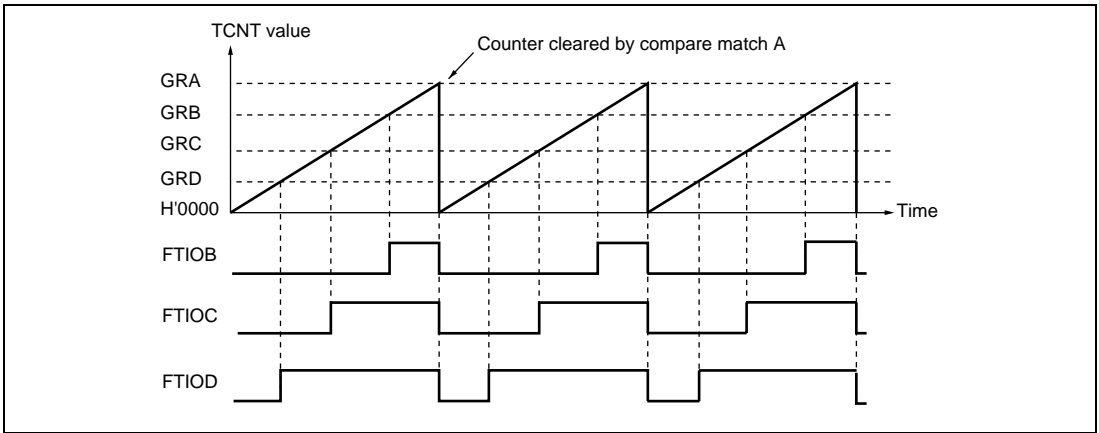 TCNT value
Counter cleared by compare match A
GRA
GRB
GRC
GRD
H'0000
Time
FTIOB
FTIOC
FTIOD